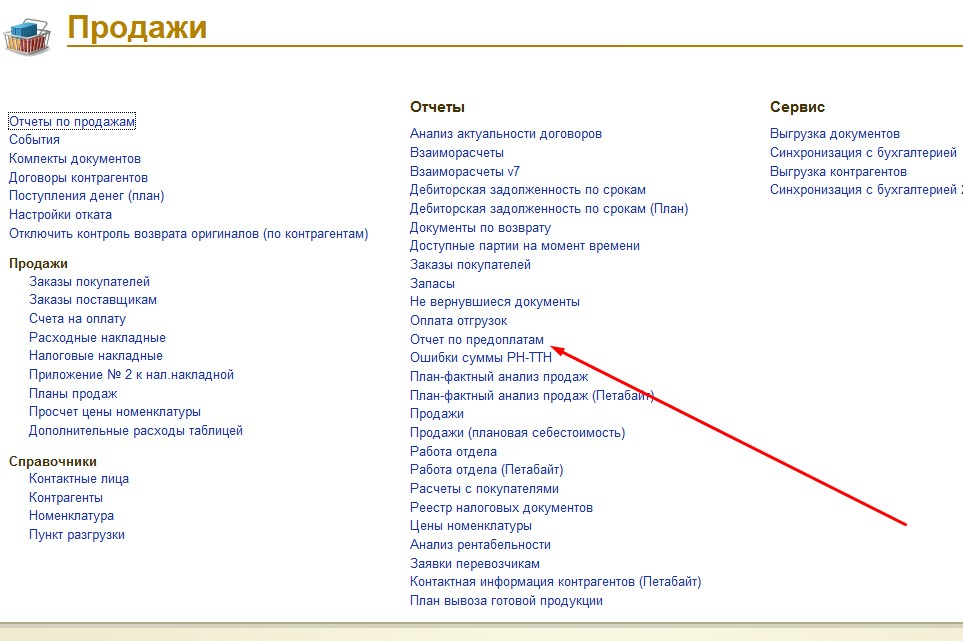 Продажи
Отчеты по продажам
События
Комлекты документов
Договоры контрагентов
Поступления денег (план)
Настройки отката
Отключить контроль возврата оригиналов (по контрагентам)
Продажи
Заказы покупателей
Заказы поставщикам
Счета на оплату
Расходные накладные
Налоговые накладные
Приложение № 2 к нал.накладной
Планы продаж
Просчет цены номенклатуры
Дополнительные расходы таблицей
Справочники
Контактные лица
Контрагенты
Номенклатура
Пункт разгрузки
Отчеты
Анализ актуальности договоров
Взаиморасчеты
Взаиморасчеты v7
Дебиторская задолженность по срокам
Дебиторская задолженность по срокам (План)
Документы по возврату
Доступные партии на момент времени
Заказы покупателей
Запасы
Не вернувшиеся документы
Оплата отгрузок
Отчет по предоплатам
Ошибки суммы РН-ТТН
План-фактный анализ продаж
План-фактный анализ продаж (Петабайт)
Продажи
Продажи (плановая себестоимость)
Работа отдела
Работа отдела (Петабайт)
Расчеты с покупателями
Реестр налоговых документов
Цены номенклатуры
Анализ рентабельности
Заявки перевозчикам
Контактная информация контрагентов (Петабайт)
План вывоза готовой продукции
Сервис
Выгрузка документов
Синхронизация с бухгалтерией
Выгрузка контрагентов
Синхронизация с бухгалтерией 2